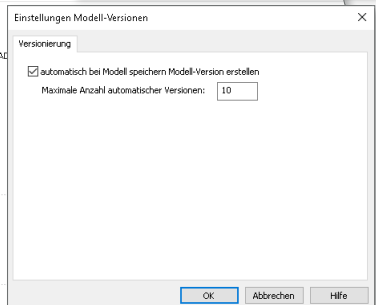 Einstellungen Modell-Versionen
Versionierung
automatisch bei Modell speichern Modell-Version erstellen
Maximale Anzahl automatischer Versionen: 10
OK Abbrechen Hilfe